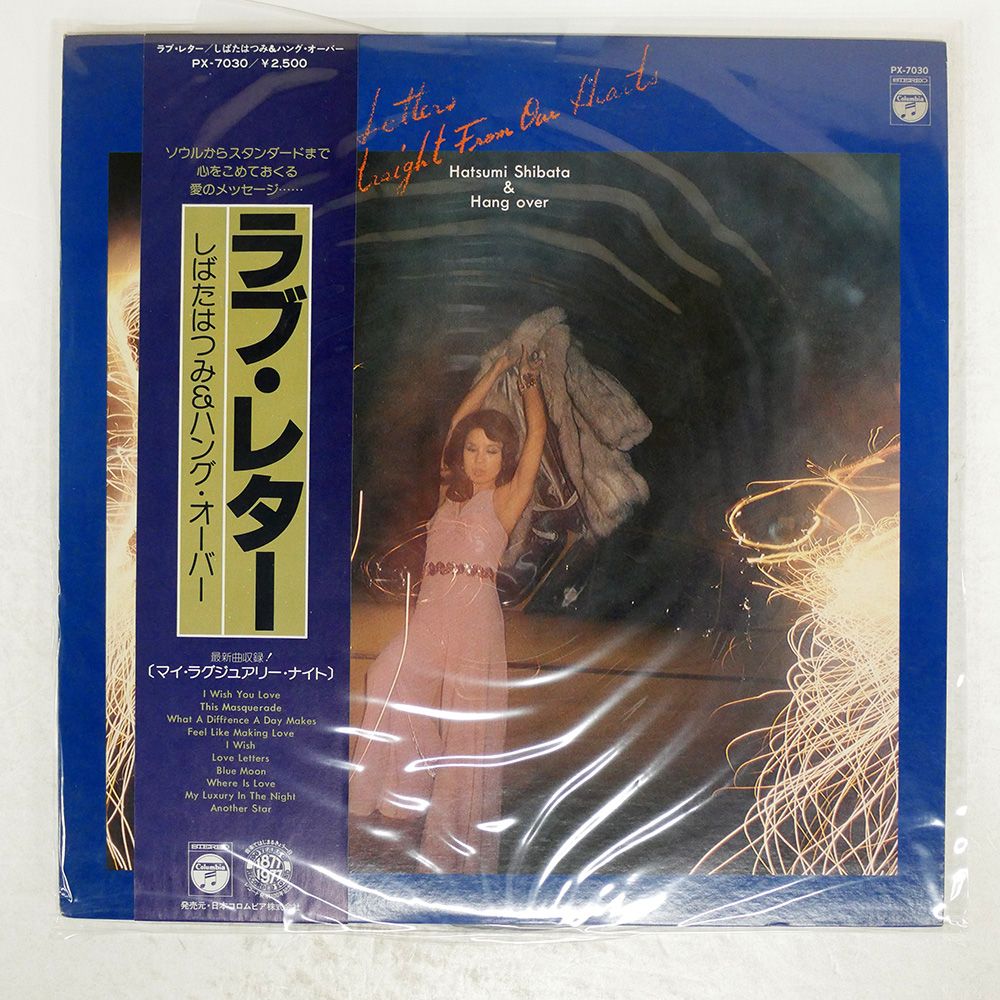 ラブ・レター/しばたはつみ&ハング・オーバー
PX-7030/¥2,500
ソウルからスタンダードまで
心をこめておくる
愛のメッセージ……
ラブ・レター
しばたはつみ&ハング・オーバー
最新曲収録!
〔マイ・ラグジュアリー・ナイト〕
I Wish You Love
This Masquerade
What A Diffrence A Day Makes
Feel Like Making Love
I Wish
Love Letters
Blue Moon
Where Is Love
My Luxury In The Night
Another Star
STEREO
Columbia
1877
1977
発売元・日本コロムビア株式会社
Letters
Straight From Our Hearts
Hatsumi Shibata
&
Hang over
PX-7030
STEREO
Columbia